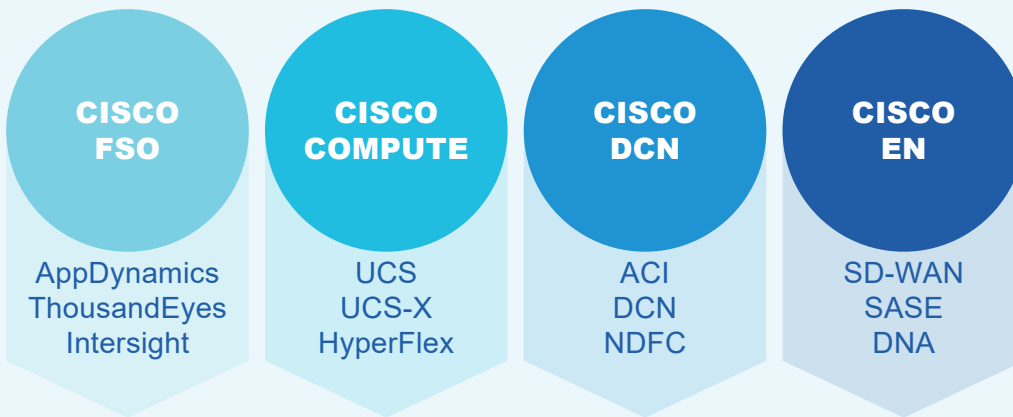 CISCO
FSO
AppDynamics
ThousandEyes
Intersight
CISCO
COMPUTE
UCS
UCS-X
HyperFlex
CISCO
DCN
ACI
DCN
NDFC
CISCO
EN
SD-WAN
SASE
DNA